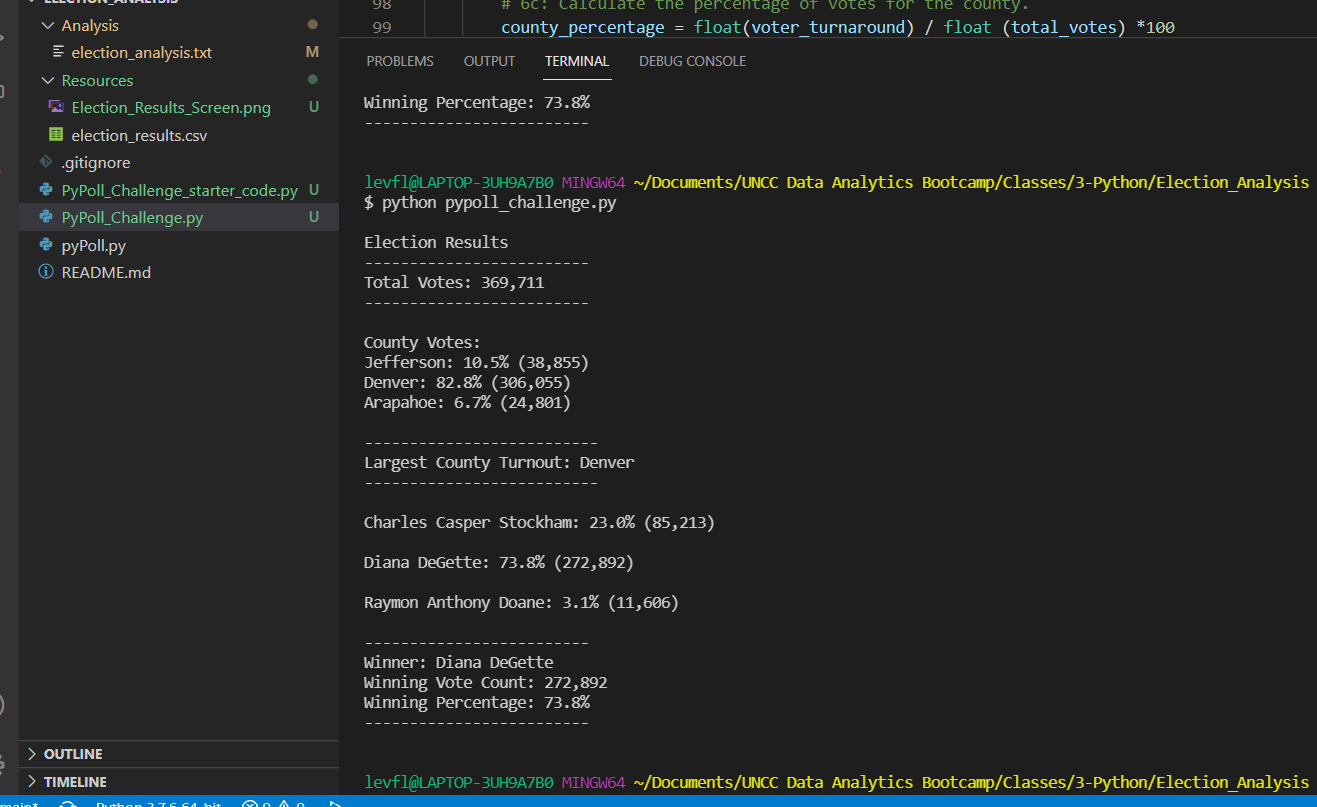 ELECTION_ANALYSIS
Analysis
election_analysis.txt M
Resources
Election_Results_Screen.png U
election_results.csv
.gitignore
PyPoll_Challenge_starter_code.py U
PyPoll_Challenge.py U
pyPoll.py
README.md
OUTLINE
TIMELINE
98 # 6c: Calculate the percentage of votes for the county.
99 county_percentage = float(voter_turnaround) / float (total_votes) *100
PROBLEMS OUTPUT TERMINAL DEBUG CONSOLE
Winning Percentage: 73.8%
-------------------------
levfl@LAPTOP-3UH9A7B0 MINGW64 ~/Documents/UNCC Data Analytics Bootcamp/Classes/3-Python/Election_Analysis
$ python pypoll_challenge.py
Election Results
-------------------------
Total Votes: 369,711
-------------------------
County Votes:
Jefferson: 10.5% (38,855)
Denver: 82.8% (306,055)
Arapahoe: 6.7% (24,801)
--------------------------
Largest County Turnout: Denver
--------------------------
Charles Casper Stockham: 23.0% (85,213)
Diana DeGette: 73.8% (272,892)
Raymon Anthony Doane: 3.1% (11,606)
-------------------------
Winner: Diana DeGette
Winning Vote Count: 272,892
Winning Percentage: 73.8%
-------------------------
levfl@LAPTOP-3UH9A7B0 MINGW64 ~/Documents/UNCC Data Analytics Bootcamp/Classes/3-Python/Election_Analysis
main* Python 3.7.6 64-bit 0 0